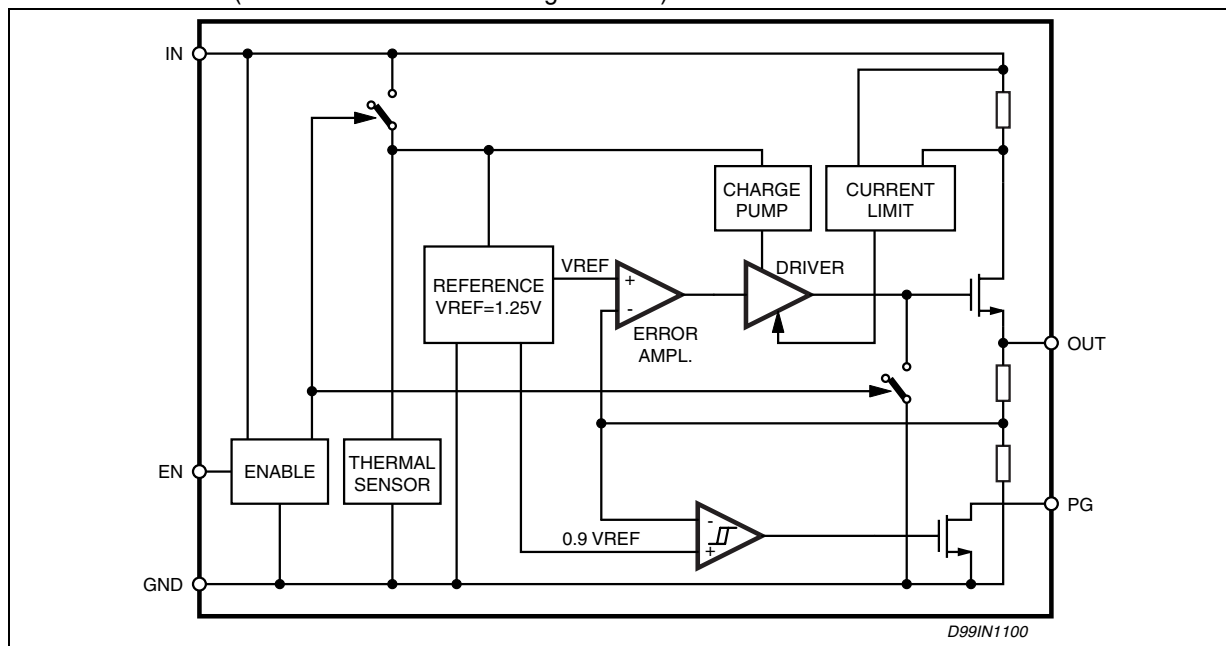 IN
CHARGE
PUMP
CURRENT
LIMIT
VREF
DRIVER
+
-
REFERENCE
VREF=1.25V
ERROR
AMPL.
OUT
EN
ENABLE
THERMAL
SENSOR
PG
-
+
0.9 VREF
GND
D99IN1100